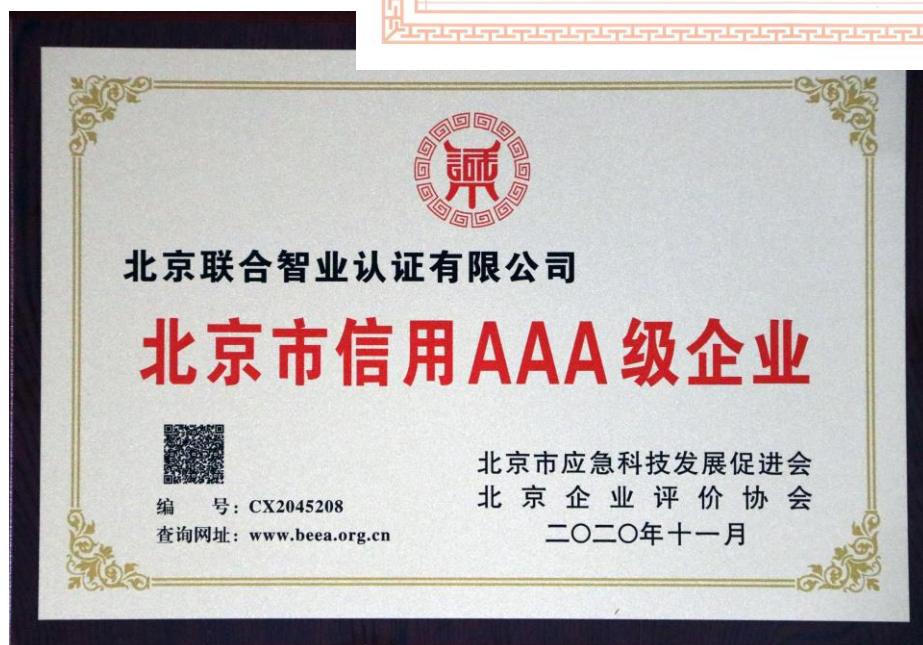 誠
北京联合智业认证有限公司
北京市信用AAA级企业
编 号：CX2045208
查询网址：www.beea.org.cn
北京市应急科技发展促进会
北京企业评价协会
二〇二〇年十一月